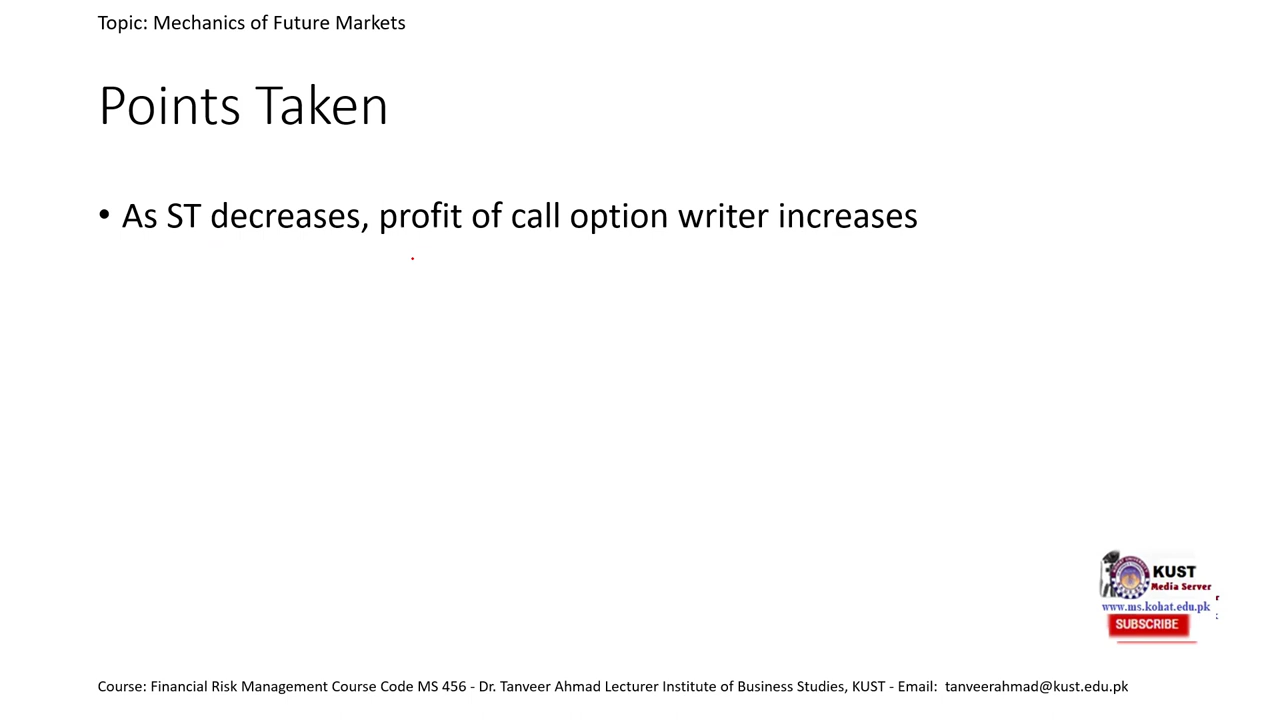 Topic: Mechanics of Future Markets
Points Taken
• As ST decreases, profit of call option writer increases
KUST
Media Server
www.ms.kohat.edu.pk
SUBSCRIBE
Course: Financial Risk Management Course Code MS 456 - Dr. Tanveer Ahmad Lecturer Institute of Business Studies, KUST - Email: tanveerahmad@kust.edu.pk